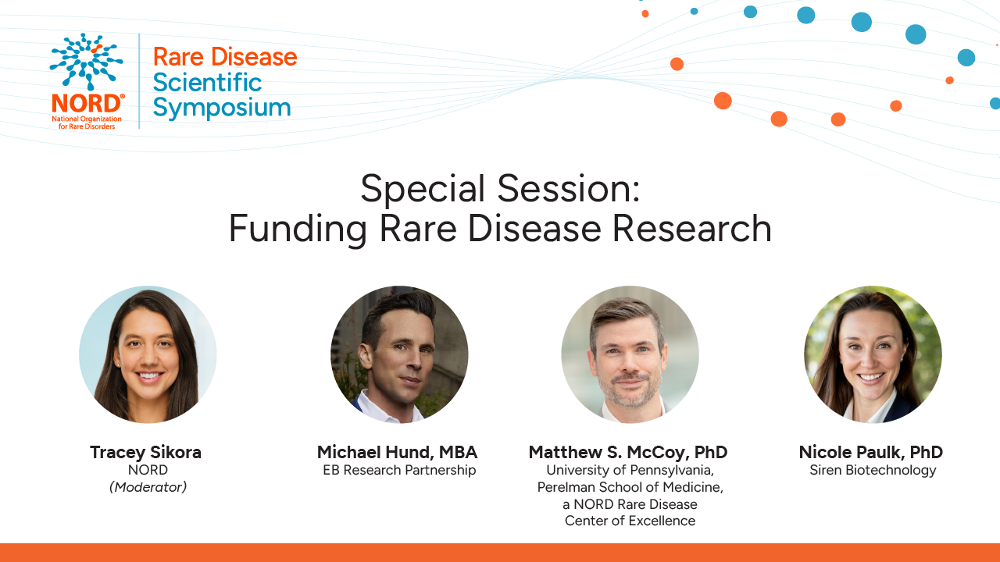 Rare Disease
Scientific
Symposium
NORD®
National Organization
for Rare Disorders
Special Session:
Funding Rare Disease Research
Tracey Sikora
NORD
(Moderator)
Michael Hund, MBA
EB Research Partnership
Matthew S. McCoy, PhD
University of Pennsylvania,
Perelman School of Medicine,
a NORD Rare Disease
Center of Excellence
Nicole Paulk, PhD
Siren Biotechnology